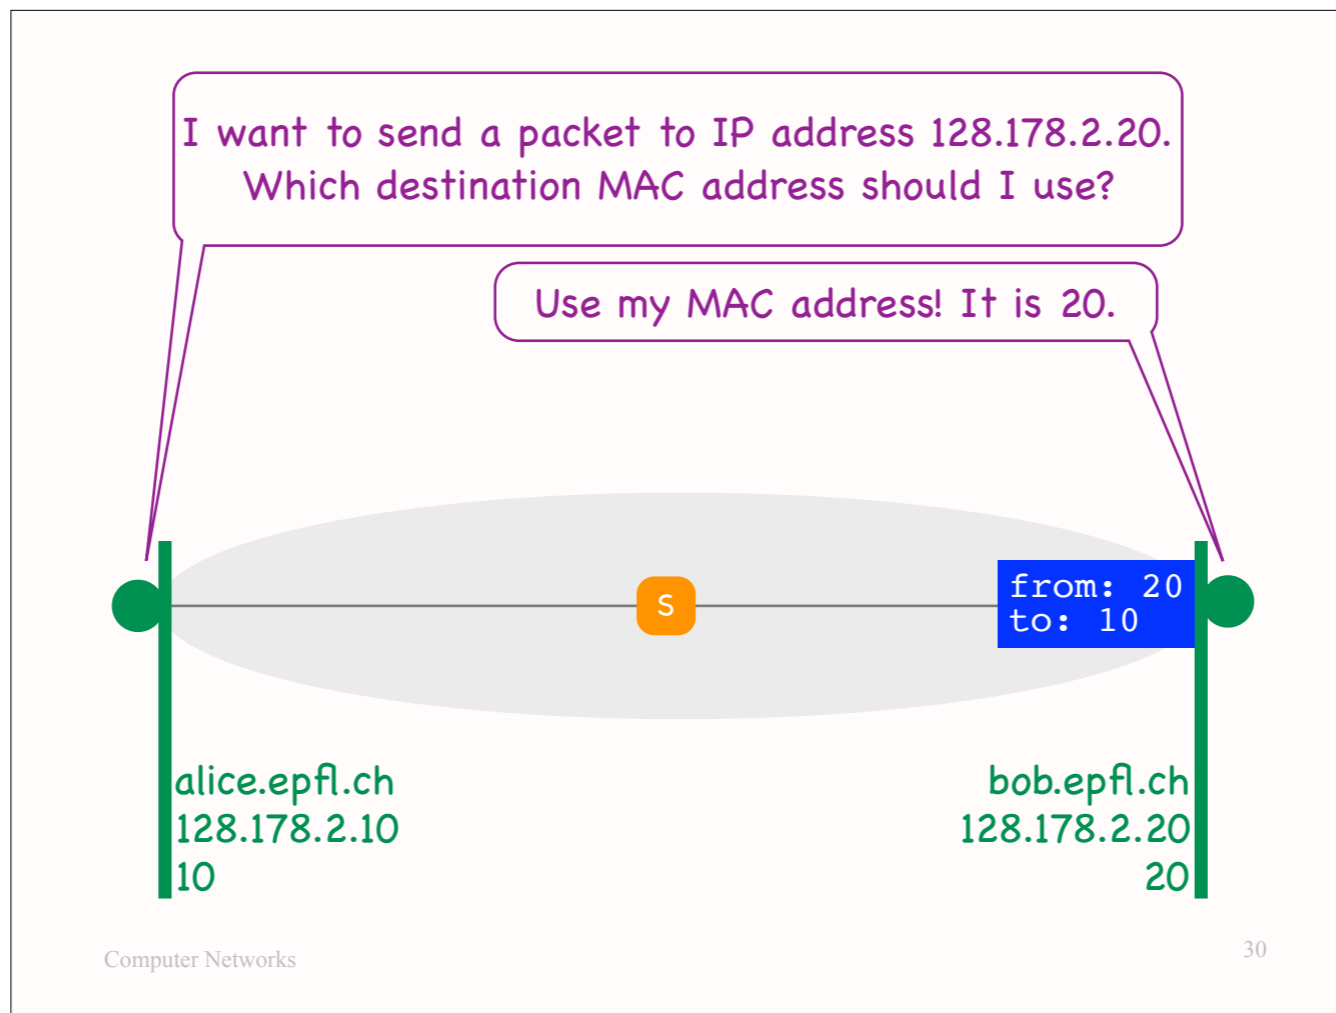 I want to send a packet to IP address 128.178.2.20.
Which destination MAC address should I use?
Use my MAC address! It is 20.
S
from: 20
to: 10
alice.epfl.ch
128.178.2.10
10
bob.epfl.ch
128.178.2.20
20
Computer Networks
30